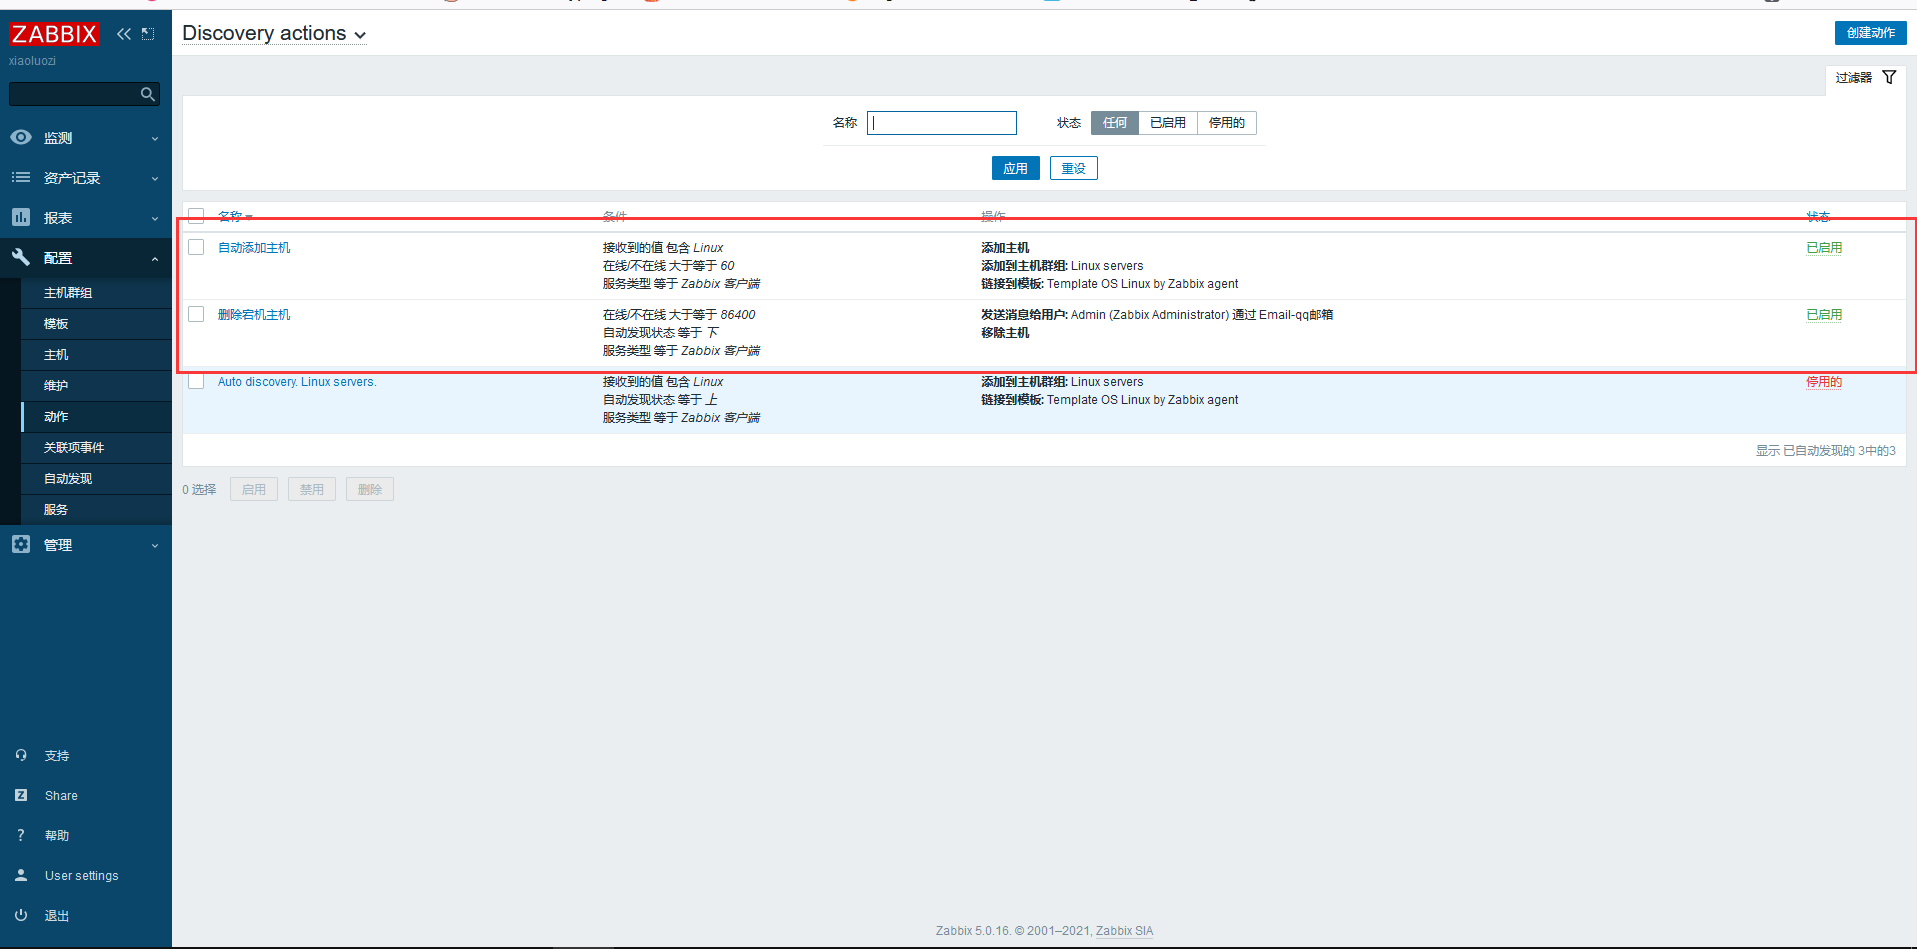 ZABBIX
xiaoluozi
监测
资产记录
报表
配置
主机群组
模板
主机
维护
动作
关联项事件
自动发现
服务
管理
支持
Share
帮助
User settings
退出
Discovery actions
创建动作
过滤器
名称
状态 任何 已启用 停用的
应用 重设
名称 条件 操作 状态
自动添加主机 接收到的值 包含 Linux 添加主机 已启用
在线/不在线 大于等于 60 添加到主机群组: Linux servers
服务类型 等于 Zabbix 客户端 链接到模板: Template OS Linux by Zabbix agent
删除宕机主机 在线/不在线 大于等于 86400 发送消息给用户: Admin (Zabbix Administrator) 通过 Email-qq邮箱 已启用
自动发现状态 等于 下 移除主机
服务类型 等于 Zabbix 客户端
Auto discovery. Linux servers. 接收到的值 包含 Linux 添加到主机群组: Linux servers 停用的
自动发现状态 等于 上 链接到模板: Template OS Linux by Zabbix agent
服务类型 等于 Zabbix 客户端
显示 已自动发现的 3中的3
0 选择 启用 禁用 删除
Zabbix 5.0.16. © 2001–2021, Zabbix SIA